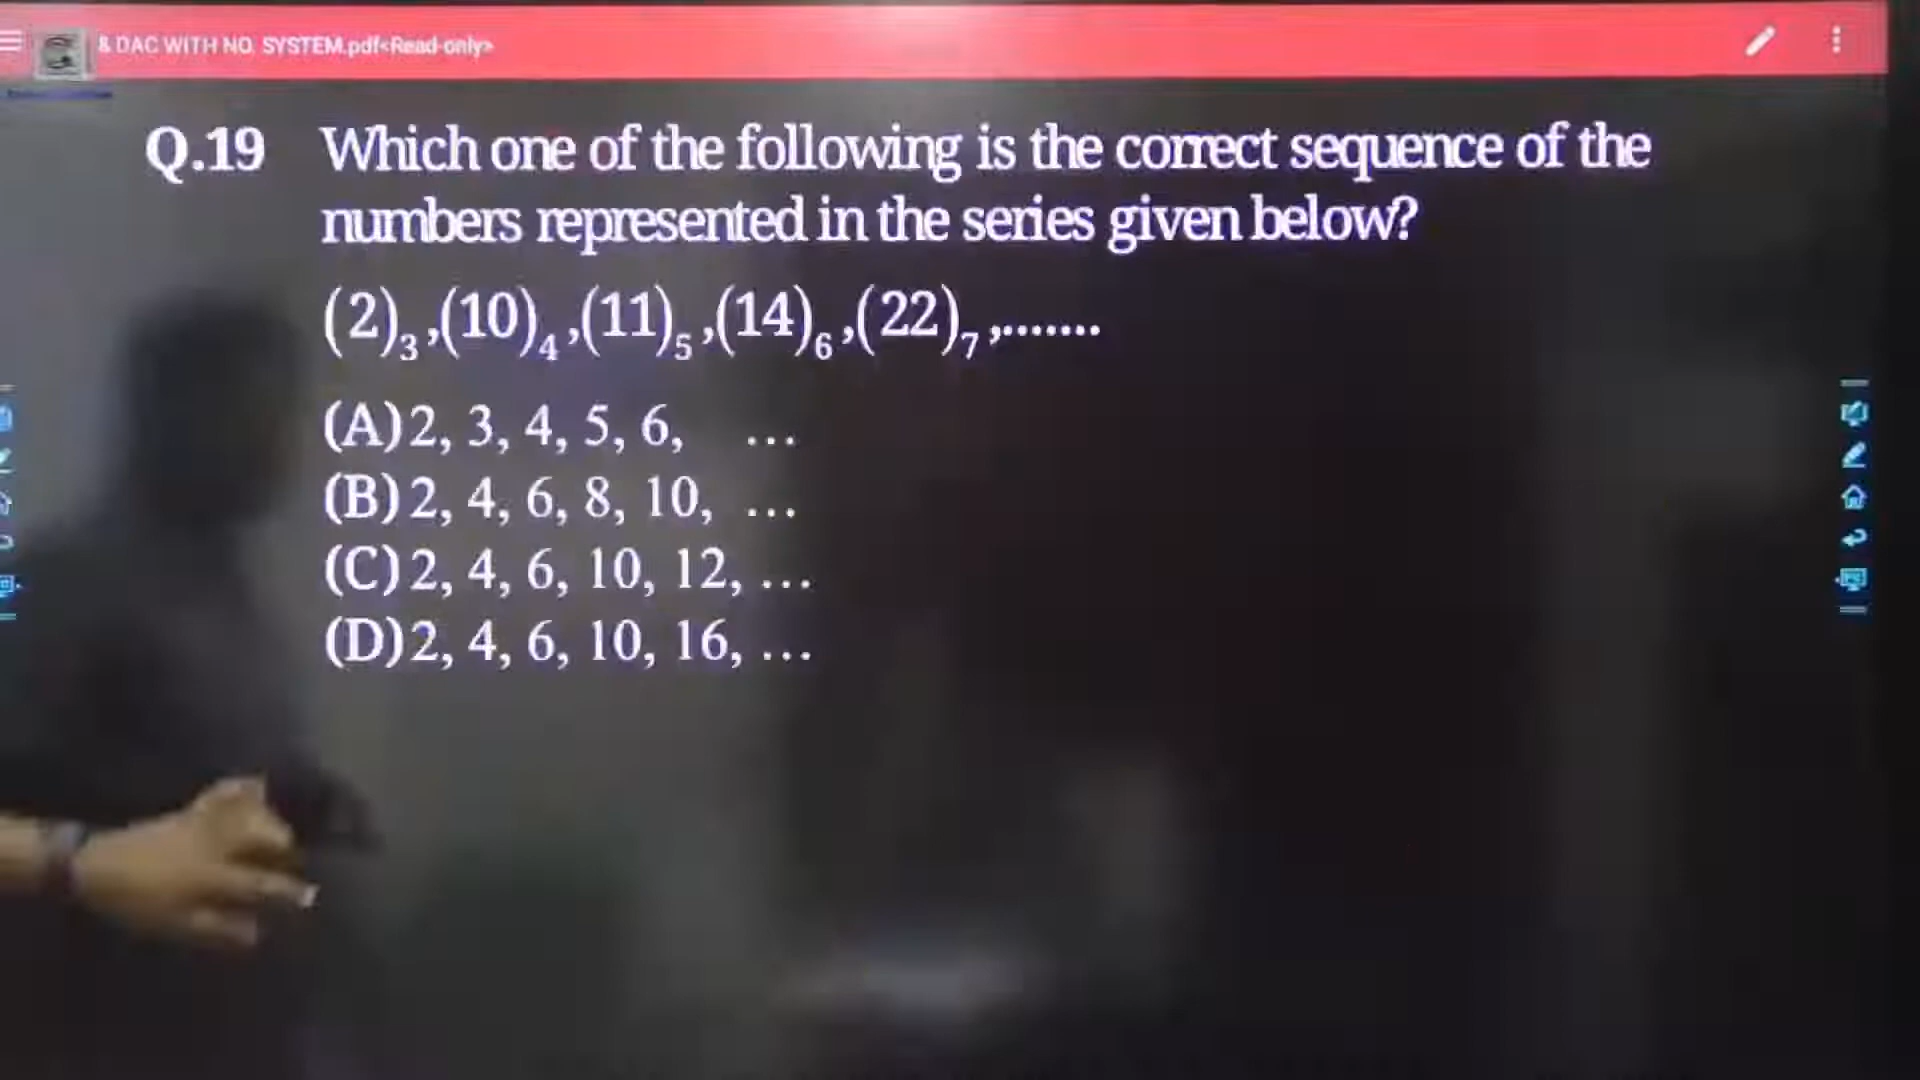 & DAC WITH NO. SYSTEM.pdf<Read-only>
Q.19 Which one of the following is the correct sequence of the
numbers represented in the series given below?
(2)₃,(10)₄,(11)₅,(14)₆,(22)₇,.......
(A) 2, 3, 4, 5, 6, ...
(B) 2, 4, 6, 8, 10, ...
(C) 2, 4, 6, 10, 12, ...
(D) 2, 4, 6, 10, 16, ...